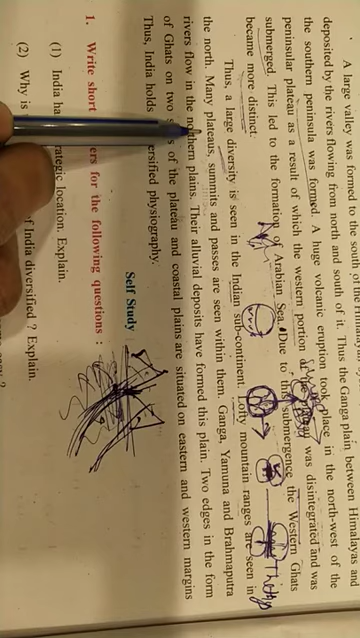 A large valley was formed to the south of Himalayas
deposited by the rivers flowing from north and south of it. Thus the Ganga plain between Himalayas and
the southern peninsula was formed. A huge volcanic eruption took place in the north-west of the
peninsular plateau as a result of which the western portion of the was disintegrated and was
submerged. This led to the formation of Arabian Sea. Due to this submergence the Western Ghats
became more distinct.
Thus, a large diversity is seen in the Indian sub-continent. Lofty mountain ranges are seen in
the north. Many plateaus, summits and passes are seen within them. Ganga, Yamuna and Brahmaputra
rivers flow in the northern plains. Their alluvial deposits have formed this plain. Two edges in the form
of Ghats on two of the plateau and coastal plains are situated on eastern and western margins
Thus, India holds ersified physiography.
Self Study
1. Write short ers for the following questions :
(1) India ha rategic location. Explain.
(2) Why is f India diversified ? Explain.